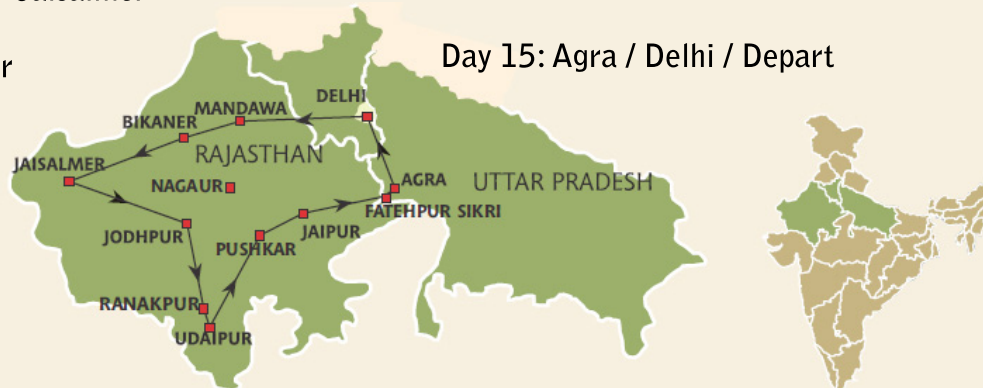 r
Day 15: Agra / Delhi / Depart
DELHI
MANDAWA
BIKANER
RAJASTHAN
JAISALMER
NAGAUR
AGRA
UTTAR PRADESH
FATEHPUR SIKRI
JODHPUR
JAIPUR
PUSHKAR
RANAKPUR
UDAIPUR